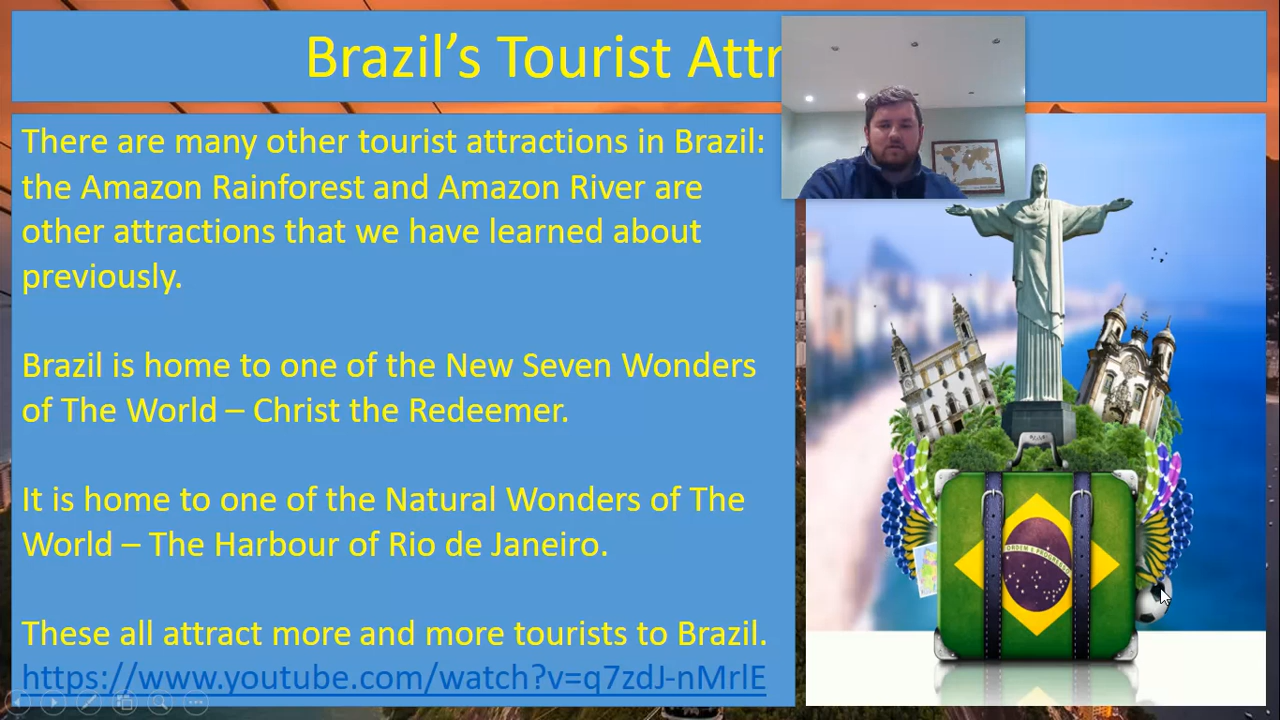 Brazil’s Tourist Attr
There are many other tourist attractions in Brazil:
the Amazon Rainforest and Amazon River are
other attractions that we have learned about
previously.
Brazil is home to one of the New Seven Wonders
of The World – Christ the Redeemer.
It is home to one of the Natural Wonders of The
World – The Harbour of Rio de Janeiro.
These all attract more and more tourists to Brazil.
https://www.youtube.com/watch?v=q7zdJ-nMrlE
ORDEM E PROGRESSO